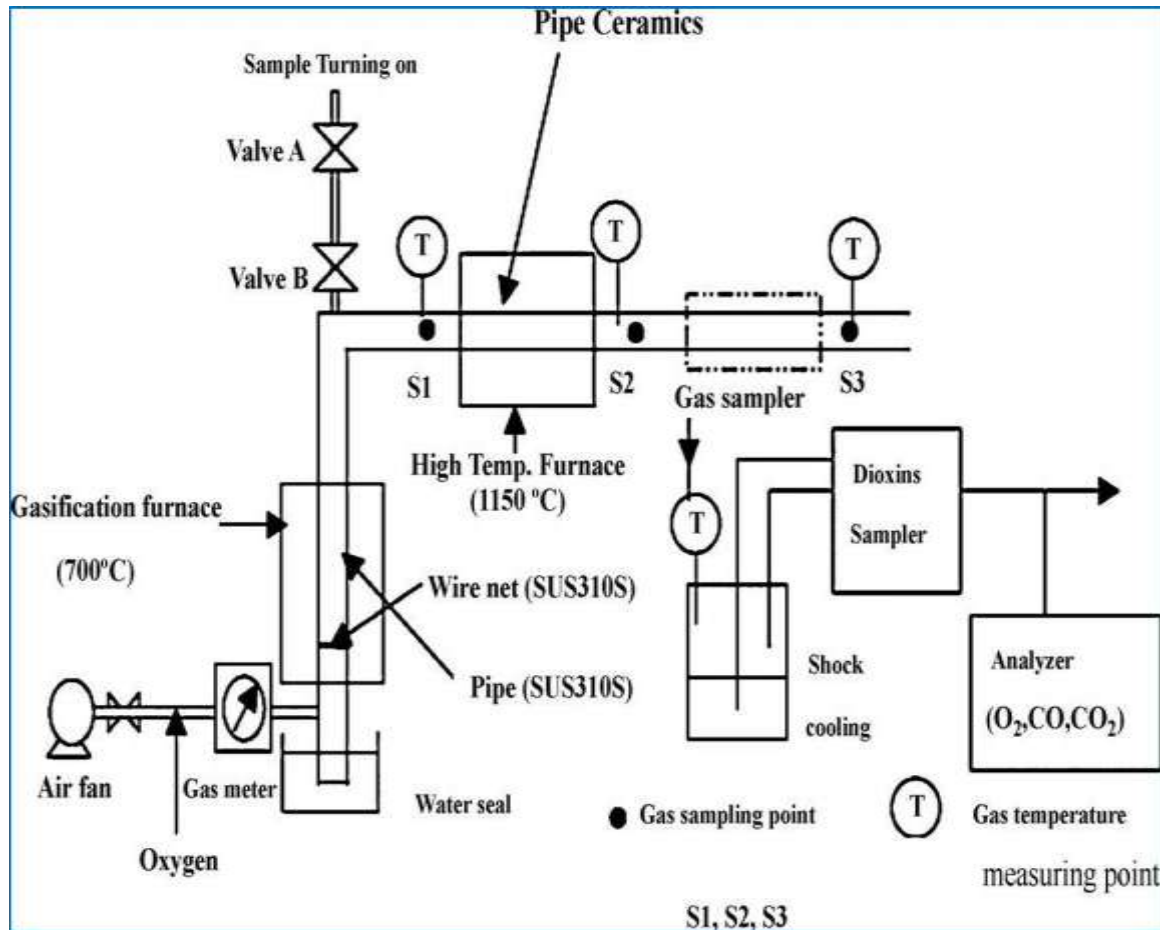 Pipe Ceramics
Sample Turning on
Valve A
Valve B
T
T
T
S1
S2
S3
Gas sampler
High Temp. Furnace
(1150 ºC)
Dioxins
Sampler
Gasification furnace
(700ºC)
T
Wire net (SUS310S)
Pipe (SUS310S)
Shock
cooling
Analyzer
(O₂,CO,CO₂)
Air fan
Gas meter
Water seal
Oxygen
Gas sampling point
T
Gas temperature
measuring point
S1, S2, S3